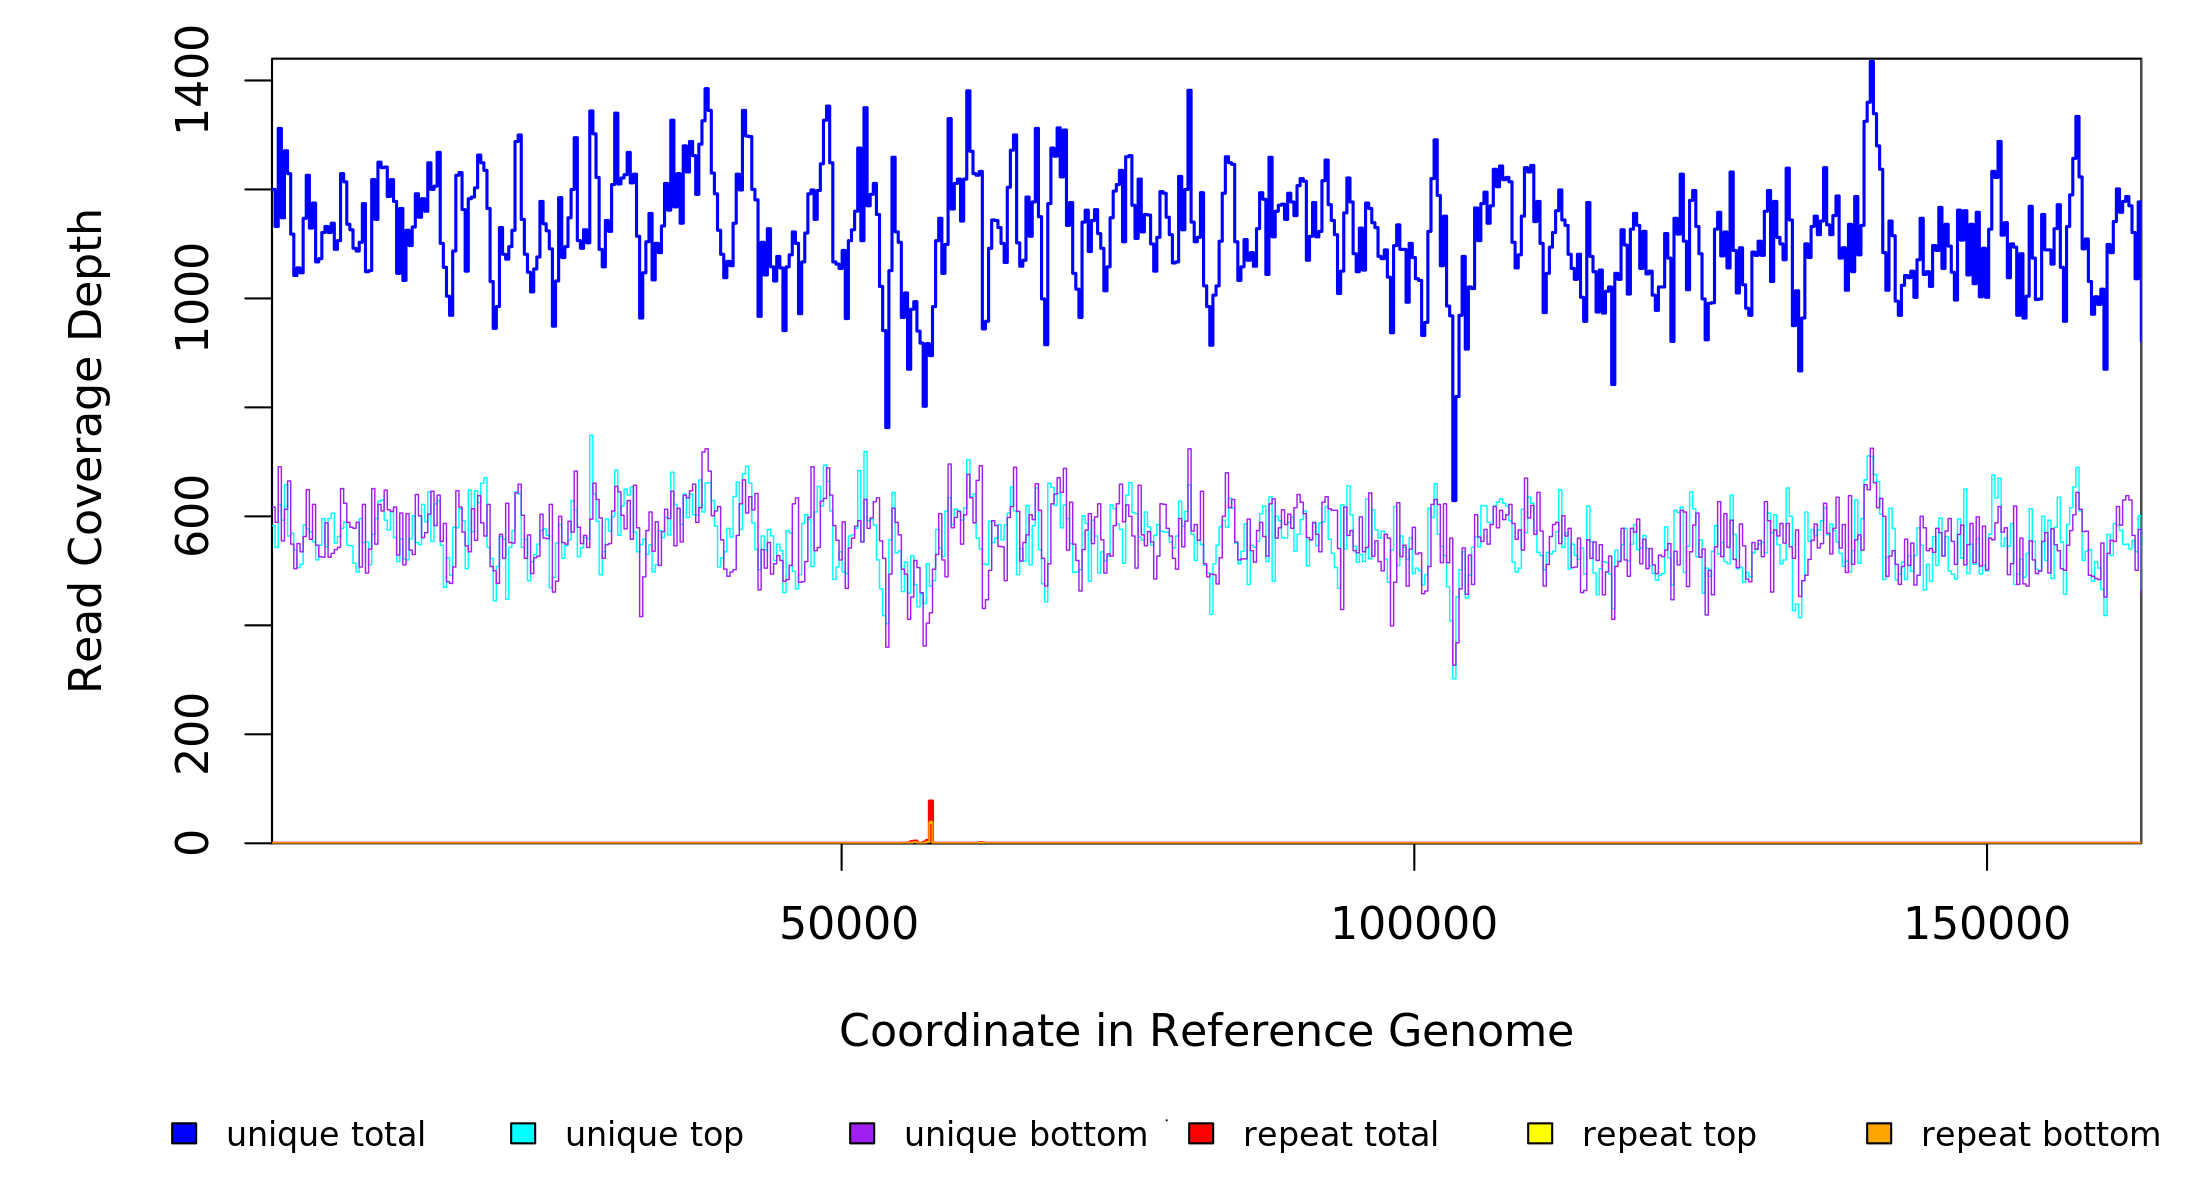 1400
1000
600
200
0
Read Coverage Depth
50000 100000 150000
Coordinate in Reference Genome
unique total unique top unique bottom repeat total repeat top repeat bottom